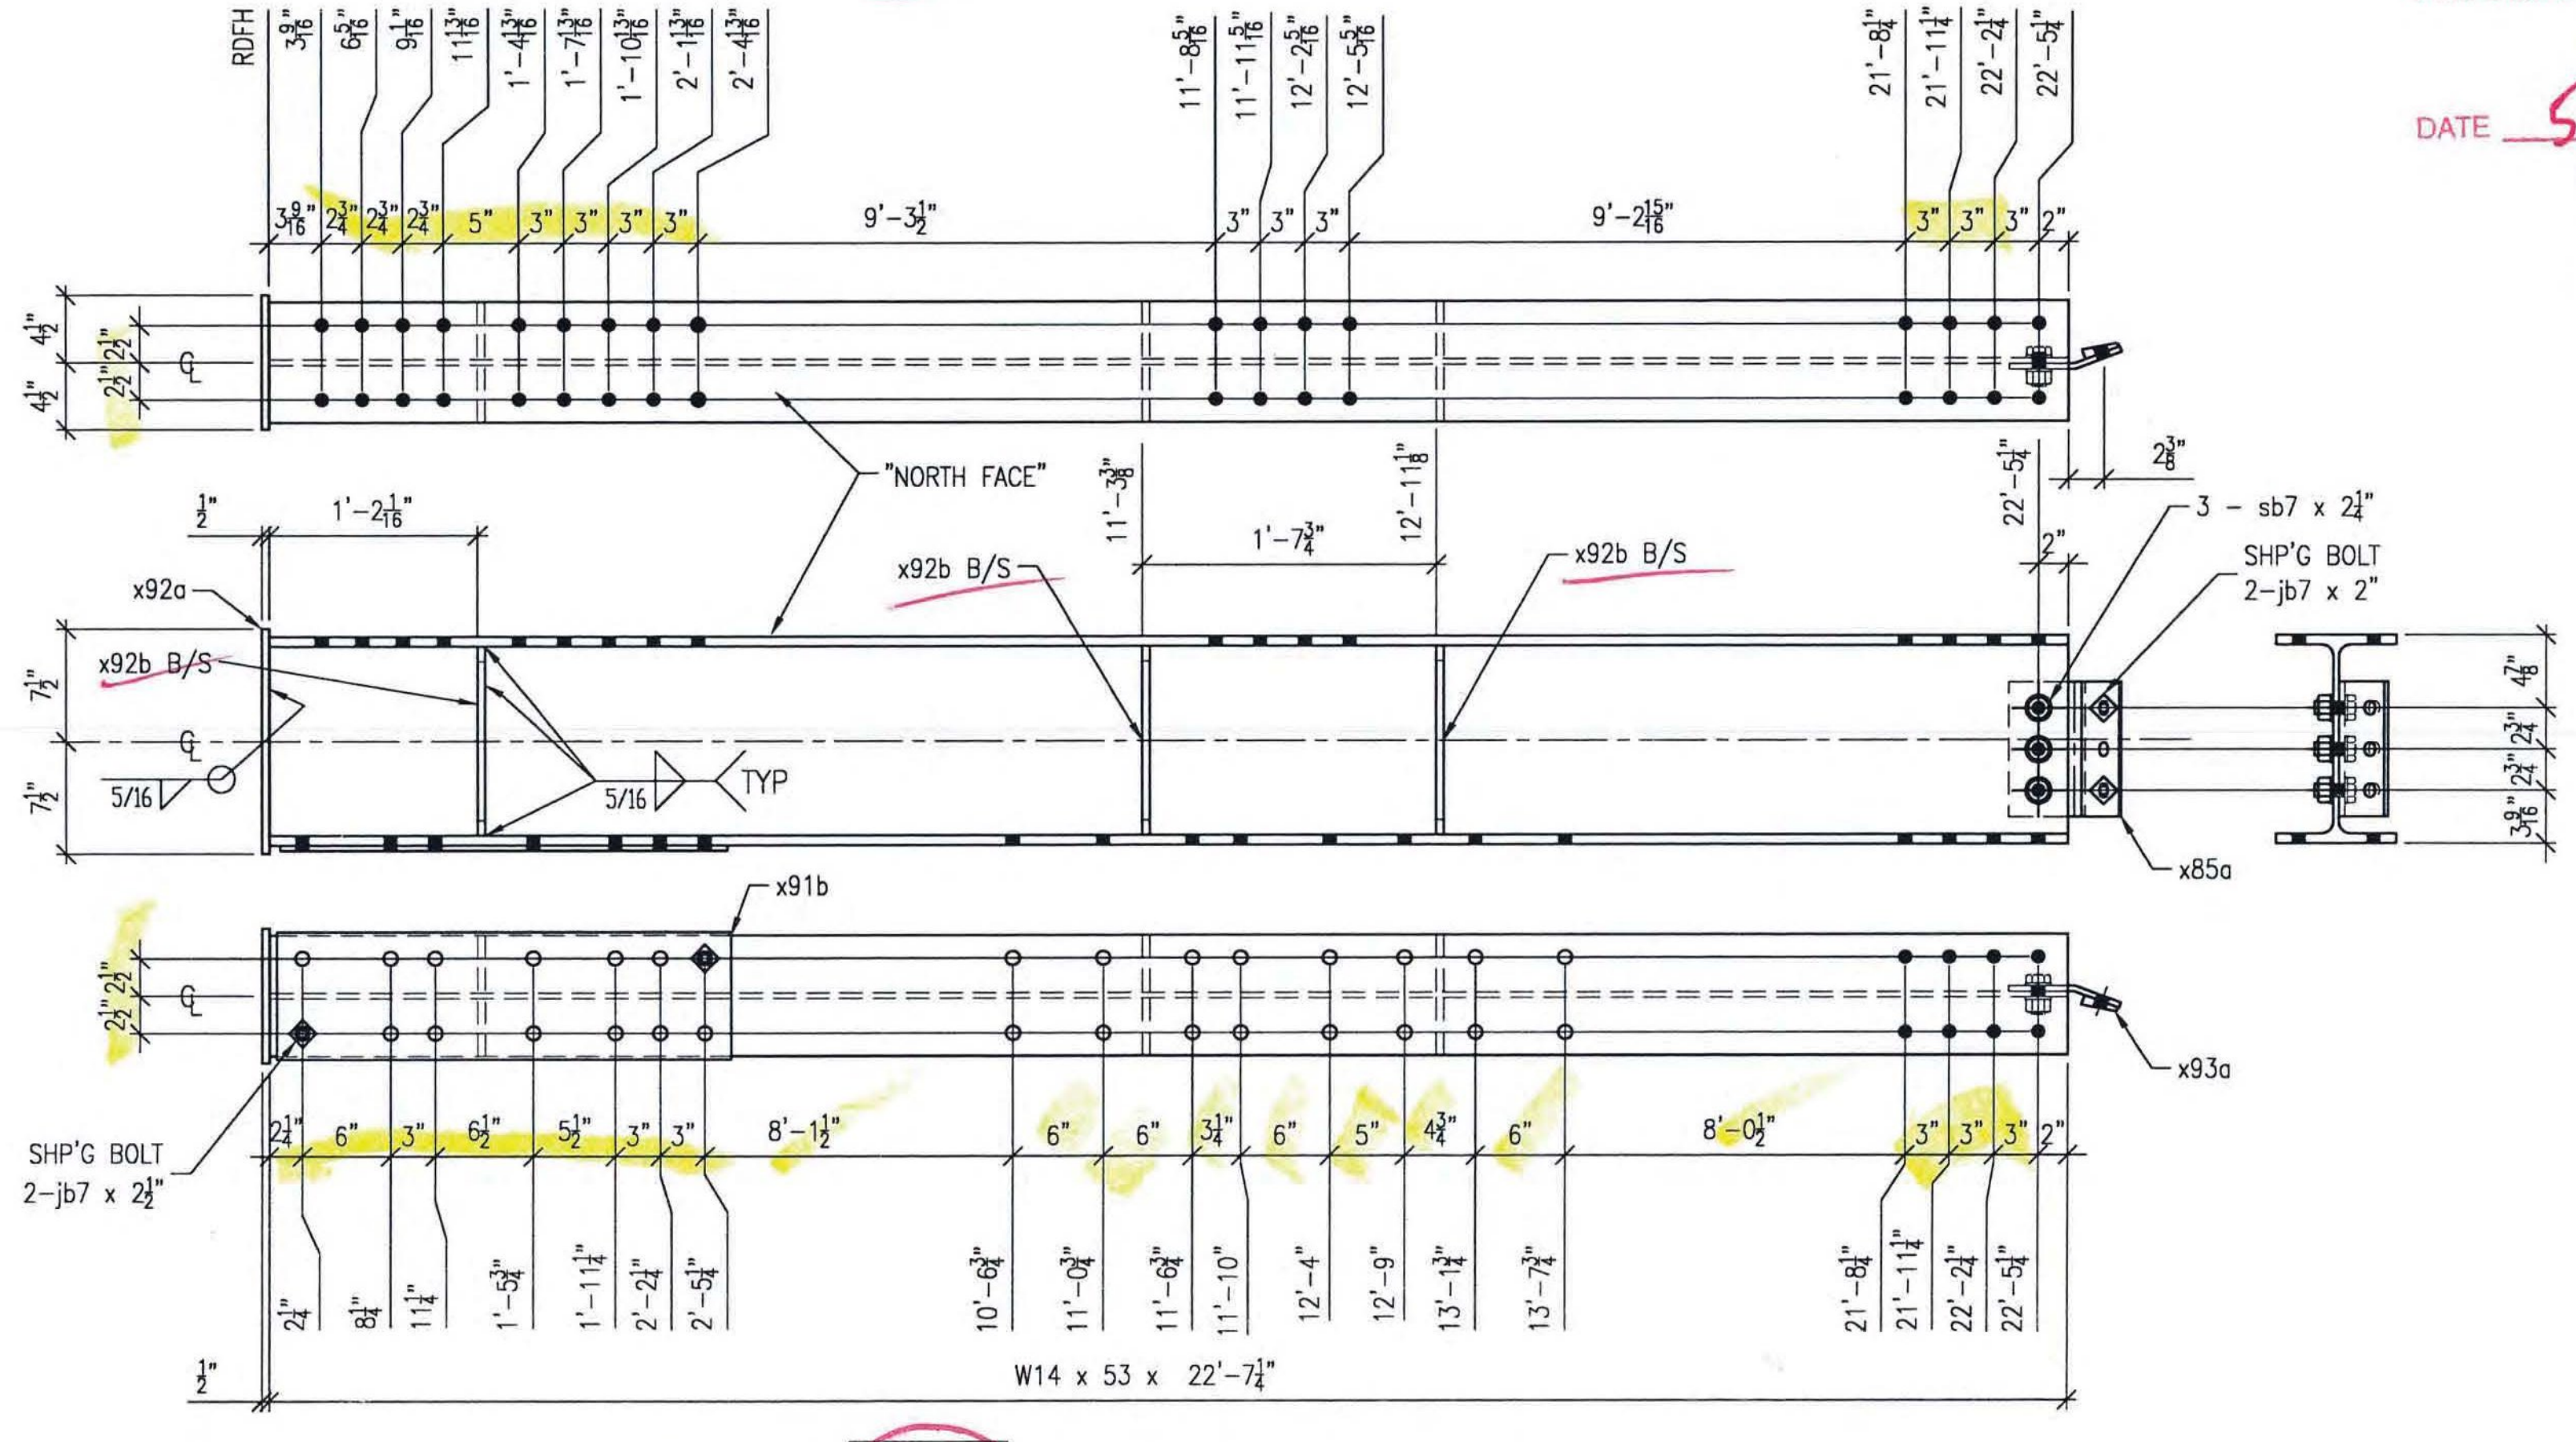 RDFH
3 9/16"
6 5/16"
9 1/16"
11 13/16"
1'-4 13/16"
1'-7 13/16"
1'-10 13/16"
2'-1 13/16"
2'-4 13/16"
11'-8 5/16"
11'-11 5/16"
12'-2 5/16"
12'-5 5/16"
21'-8 1/4"
21'-11 1/4"
22'-2 1/4"
22'-5 1/4"
DATE
3 9/16" 2 3/4" 2 3/4" 2 3/4" 5" 3" 3" 3" 3" 9'-3 1/2" 3" 3" 3" 9'-2 15/16" 3" 3" 3" 2"
4 1/2"
4 1/2"
2 1/2"
2 1/2"
CL
"NORTH FACE"
11'-3 3/8"
12'-11 1/8"
22'-5 1/4"
2 3/8"
1/2"
1'-2 1/16"
1'-7 3/4"
2"
3 - sb7 x 2 1/4"
SHP'G BOLT
2-jb7 x 2"
x92a
x92b B/S
x92b B/S
x92b B/S
7 1/2"
7 1/2"
CL
5/16
5/16
TYP
4 7/8"
2 3/4"
2 3/4"
3 9/16"
x85a
x91b
2 1/2"
2 1/2"
CL
x93a
SHP'G BOLT
2-jb7 x 2 1/2"
2 1/4" 6" 3" 6 1/2" 5 1/2" 3" 3" 8'-1 1/2" 6" 6" 3 1/4" 6" 5" 4 3/4" 6" 8'-0 1/2" 3" 3" 3" 2"
2 1/4"
8 1/4"
11 1/4"
1'-5 3/4"
1'-11 1/4"
2'-2 1/4"
2'-5 1/4"
10'-6 3/4"
11'-0 3/4"
11'-6 3/4"
11'-10"
12'-4"
12'-9"
13'-1 3/4"
13'-7 3/4"
21'-8 1/4"
21'-11 1/4"
22'-2 1/4"
22'-5 1/4"
1/2"
W14 x 53 x 22'-7 1/4"